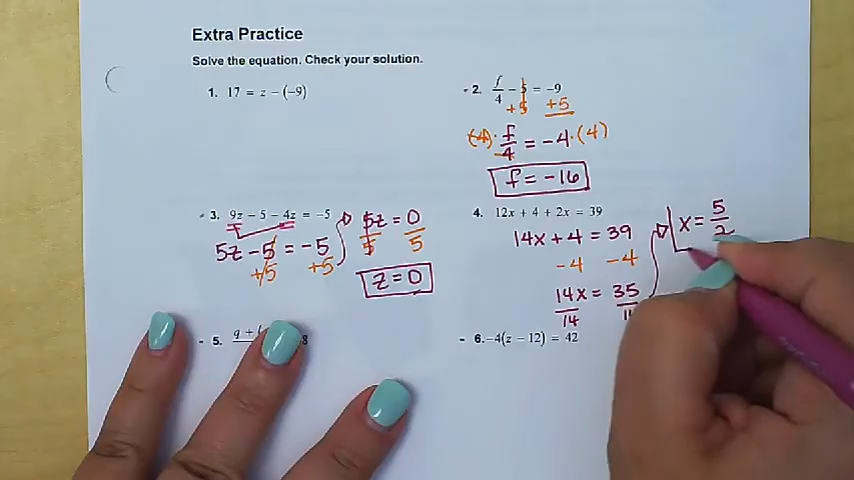 Extra Practice
Solve the equation. Check your solution.
1. 17 = z − (−9)
2. f/4 − 5 = −9
+5 +5
(4) · f/4 = −4 · (4)
f = −16
3. 9z − 5 − 4z = −5
5z − 5 = −5
+5 +5
5z = 0
5 5
z = 0
4. 12x + 4 + 2x = 39
14x + 4 = 39
−4 −4
14x = 35
14 14
x = 5/2
5.
6. −4(z − 12) = 42